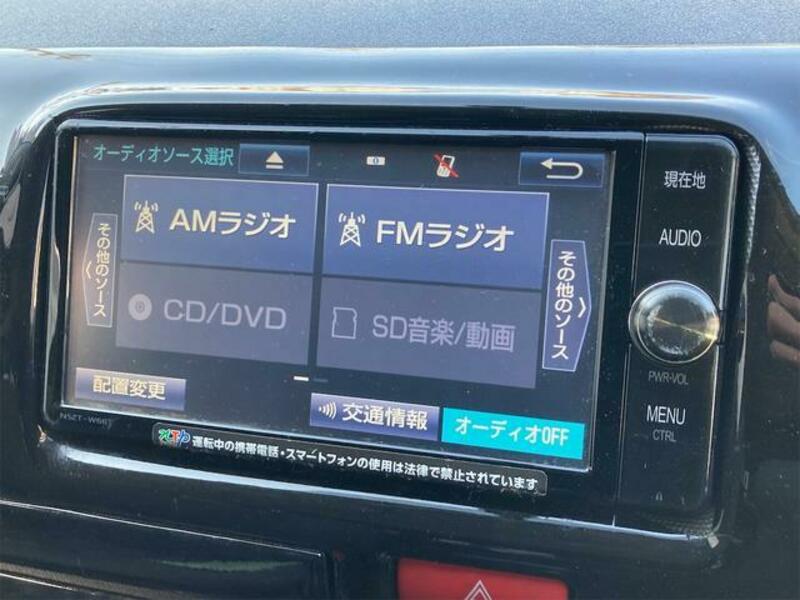 オーディオソース選択
現在地
AMラジオ
FMラジオ
AUDIO
その他のソース
その他のソース
CD/DVD
SD音楽/動画
PWR・VOL
配置変更
交通情報
オーディオOFF
MENU
CTRL
運転中の携帯電話・スマートフォンの使用は法律で禁止されています